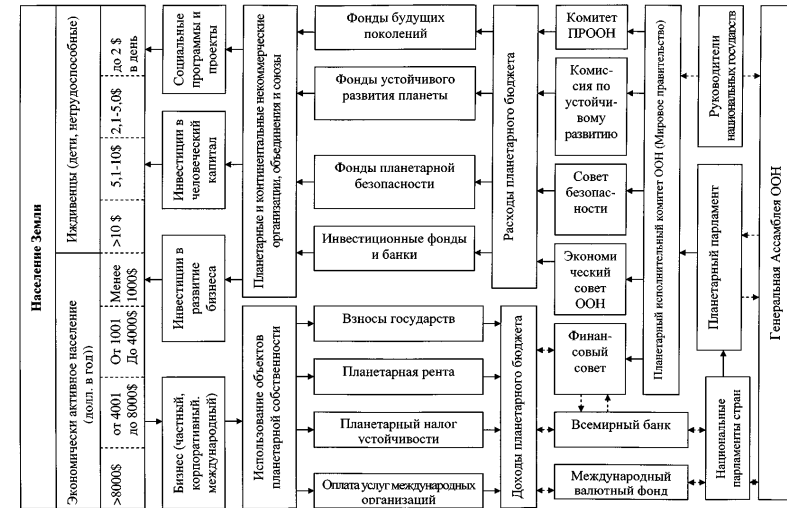 Население Земли
Экономически активное население
(долл. в год))
Иждивенцы (дети, нетрудоспособные)
>8000$
от 4001
до 8000$
От 1001
До 4000$
Менее
1000$
>10 $
5,1-10$
2,1-5,0$
до 2 $
в день
Бизнес (частный,
корпоративный,
международный)
Инвестиции в
развитие
бизнеса
Инвестиции в
человеческий
капитал
Социальные
программы и
проекты
Использование объектов
планетарной собственности
Планетарные и континентальные некоммерческие
организации, объединения и союзы
Фонды будущих
поколений
Фонды устойчивого
развития планеты
Фонды планетарной
безопасности
Инвестиционные фонды
и банки
Взносы государств
Планетарная рента
Планетарный налог
устойчивости
Оплата услуг международных
организаций
Доходы планетарного бюджета
Расходы планетарного бюджета
Комитет
ПРООН
Комис-
сия по
устойчи-
вому
развитию
Совет
безопас-
ности
Эконо-
мический
совет
ООН
Финан-
совый
совет
Всемирный банк
Международный
валютный фонд
Планетарный исполнительный комитет ООН (Мировое правительство)
Национальные
парламенты стран
Планетарный парламент
Руководители
национальных государств
Генеральная Ассамблея ООН